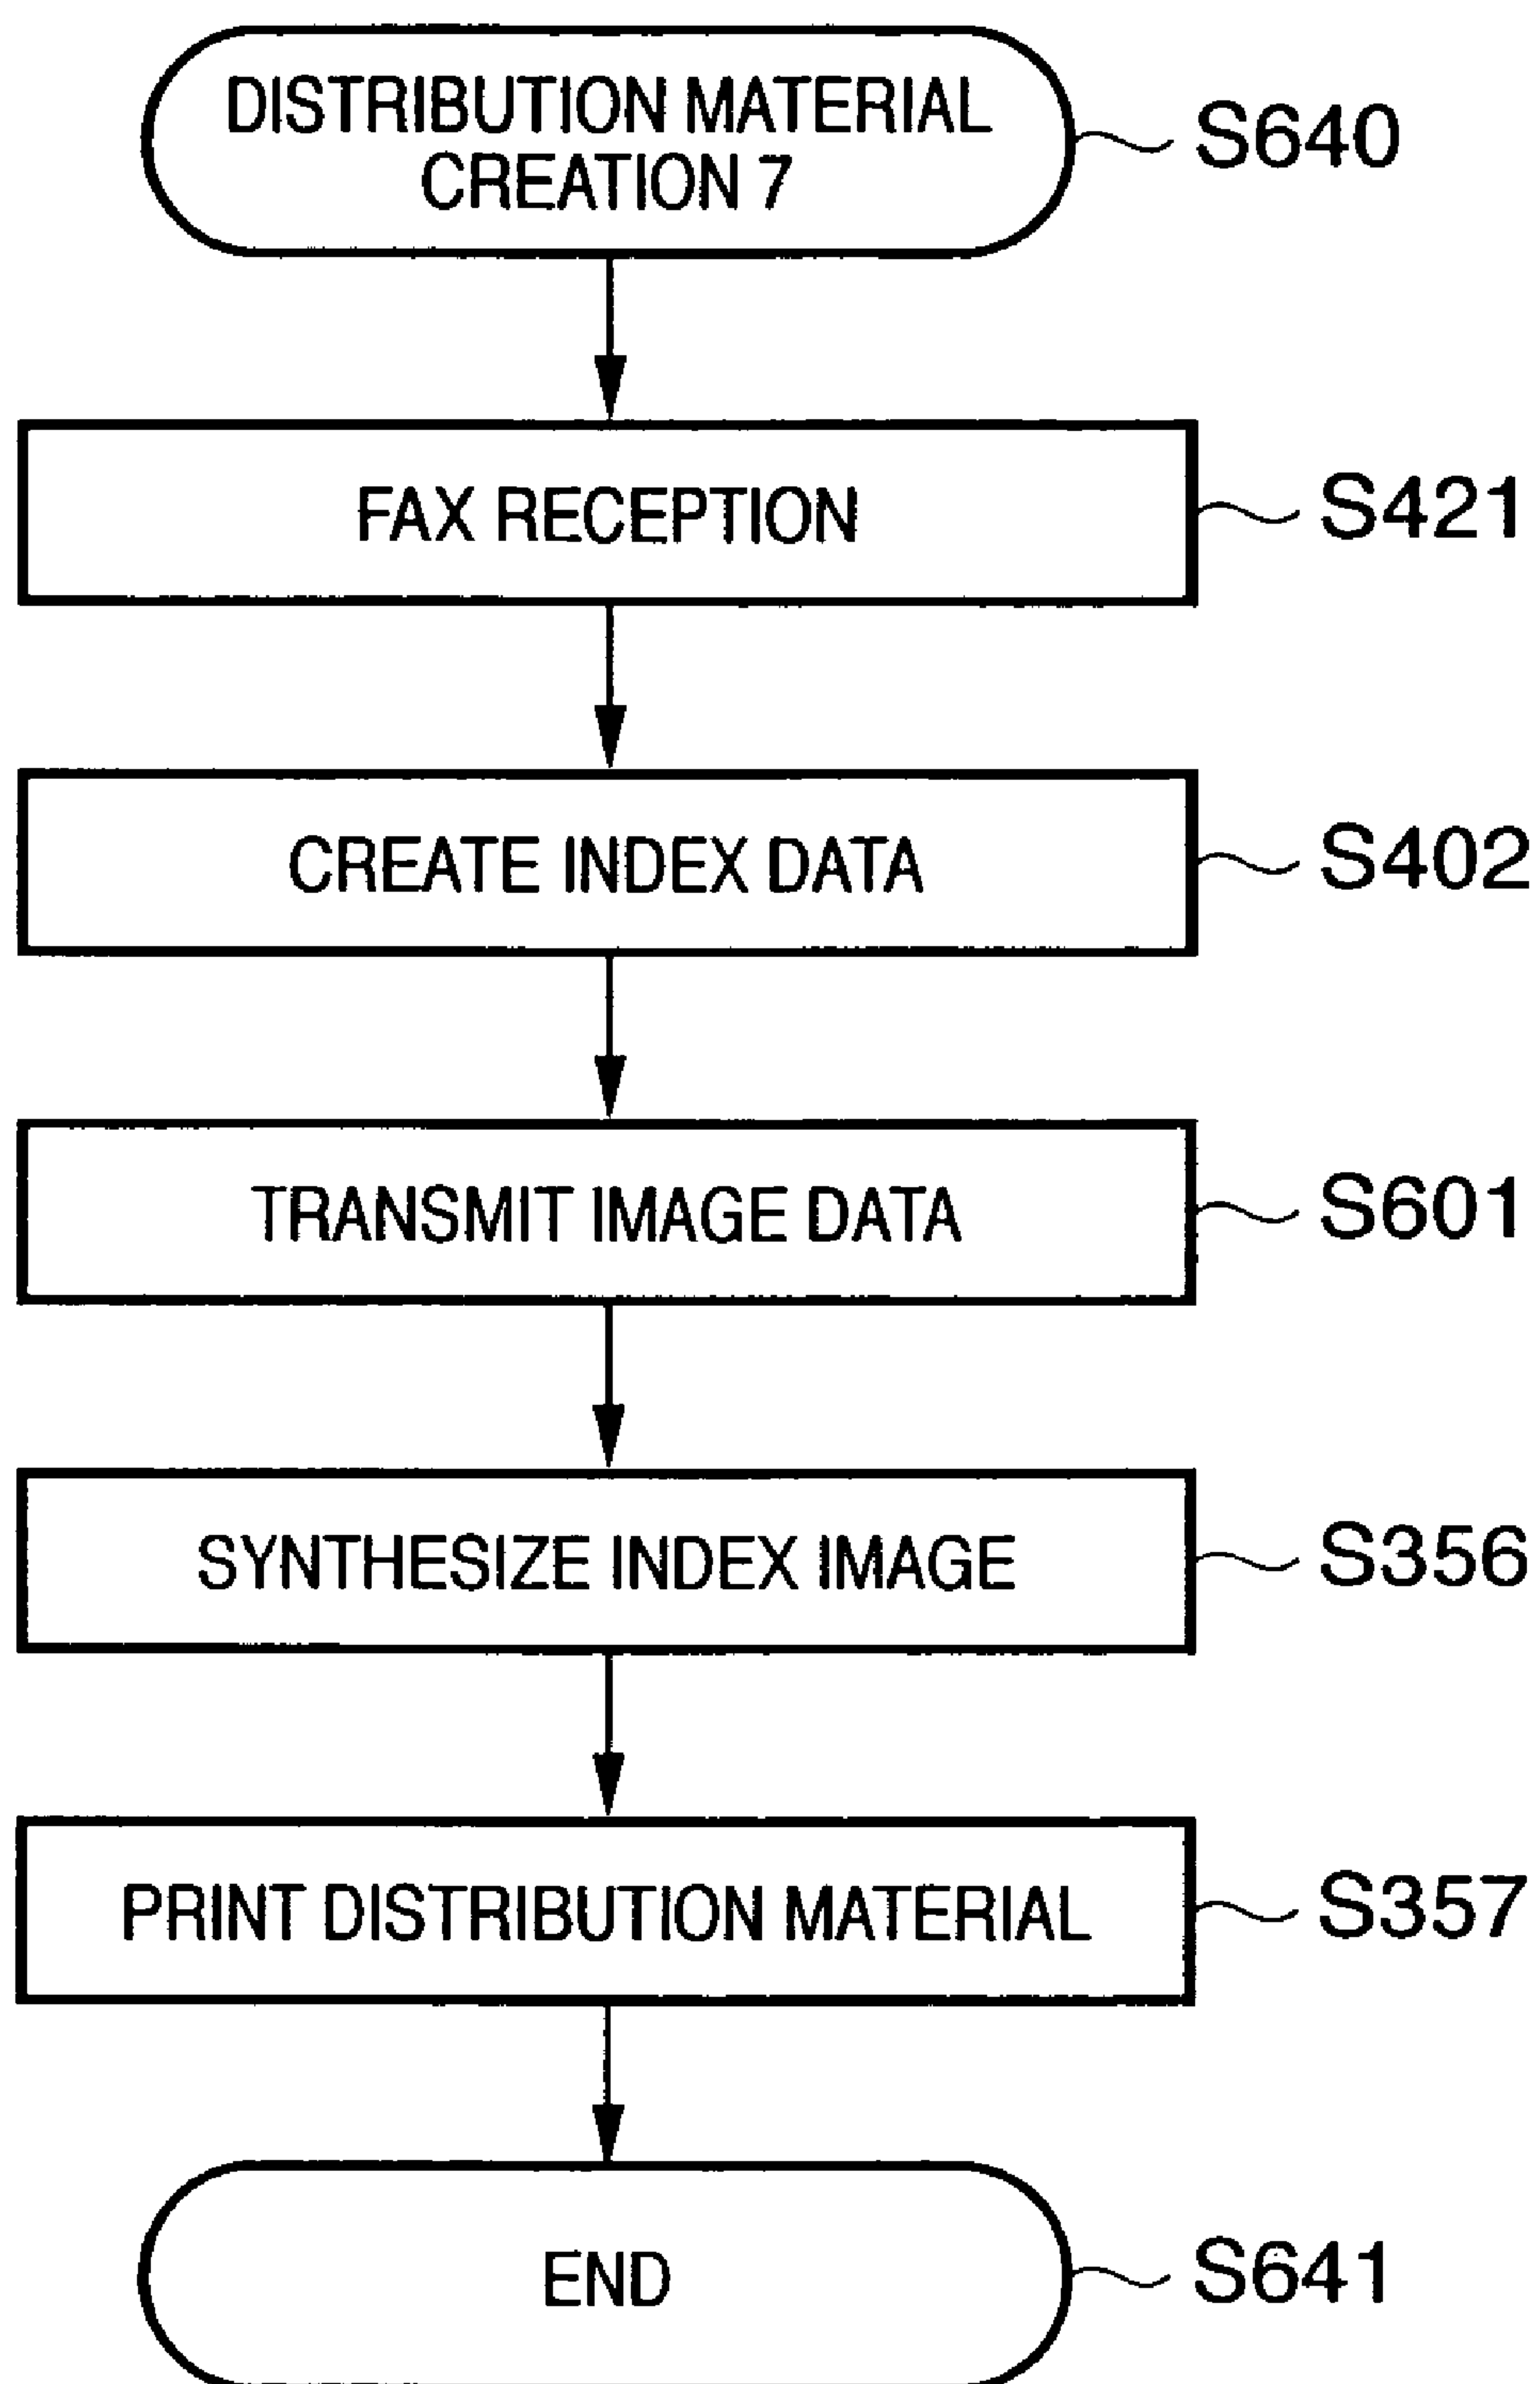 DISTRIBUTION MATERIAL
CREATION 7
S640
FAX RECEPTION
S421
CREATE INDEX DATA
S402
TRANSMIT IMAGE DATA
S601
SYNTHESIZE INDEX IMAGE
S356
PRINT DISTRIBUTION MATERIAL
S357
END
S641